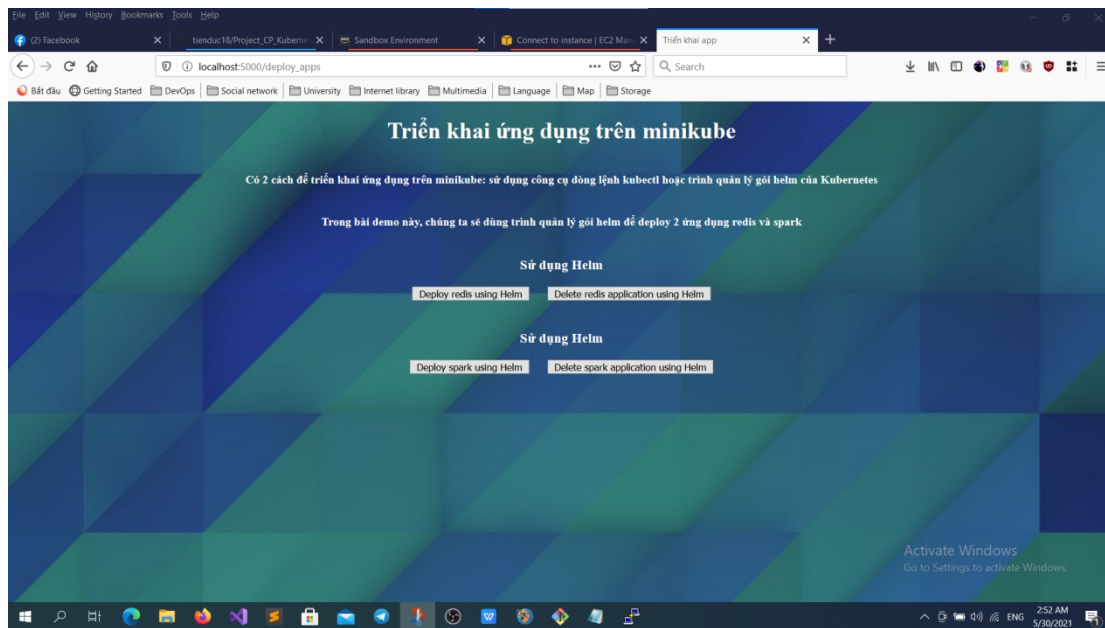 File Edit View History Bookmarks Tools Help
(2) Facebook
tienduc18/Project_CP_Kuberne
Sandbox Environment
Connect to instance | EC2 Man
Triển khai app
localhost:5000/deploy_apps
Search
Bắt đầu
Getting Started
DevOps
Social network
University
Internet library
Multimedia
Language
Map
Storage
Triển khai ứng dụng trên minikube
Có 2 cách để triển khai ứng dụng trên minikube: sử dụng công cụ dòng lệnh kubectl hoặc trình quản lý gói helm của Kubernetes
Trong bài demo này, chúng ta sẽ dùng trình quản lý gói helm để deploy 2 ứng dụng redis và spark
Sử dụng Helm
Deploy redis using Helm
Delete redis application using Helm
Sử dụng Helm
Deploy spark using Helm
Delete spark application using Helm
Activate Windows
Go to Settings to activate Windows.
ENG
2:52 AM
5/30/2021